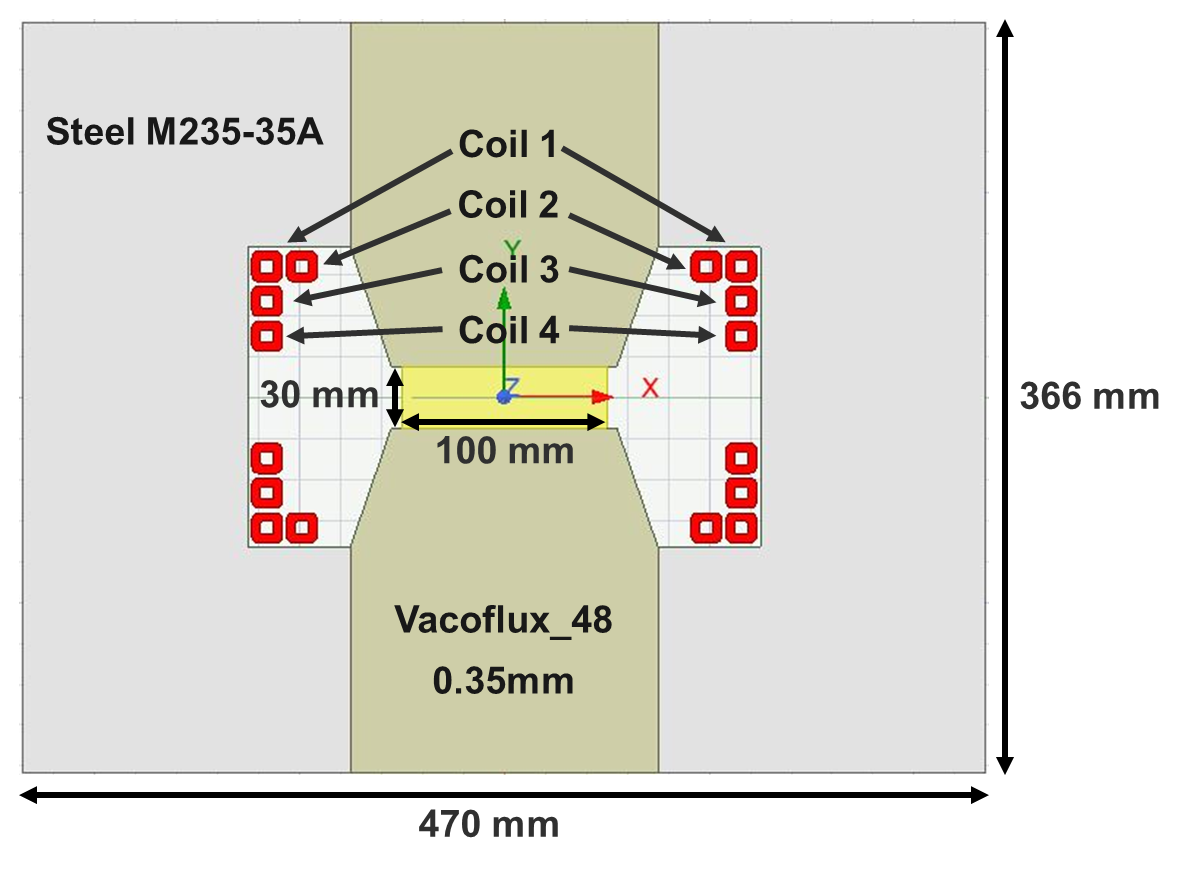 Steel M235-35A
Coil 1
Coil 2
Y
Coil 3
Coil 4
30 mm
Z
X
366 mm
100 mm
Vacoflux_48
0.35mm
470 mm